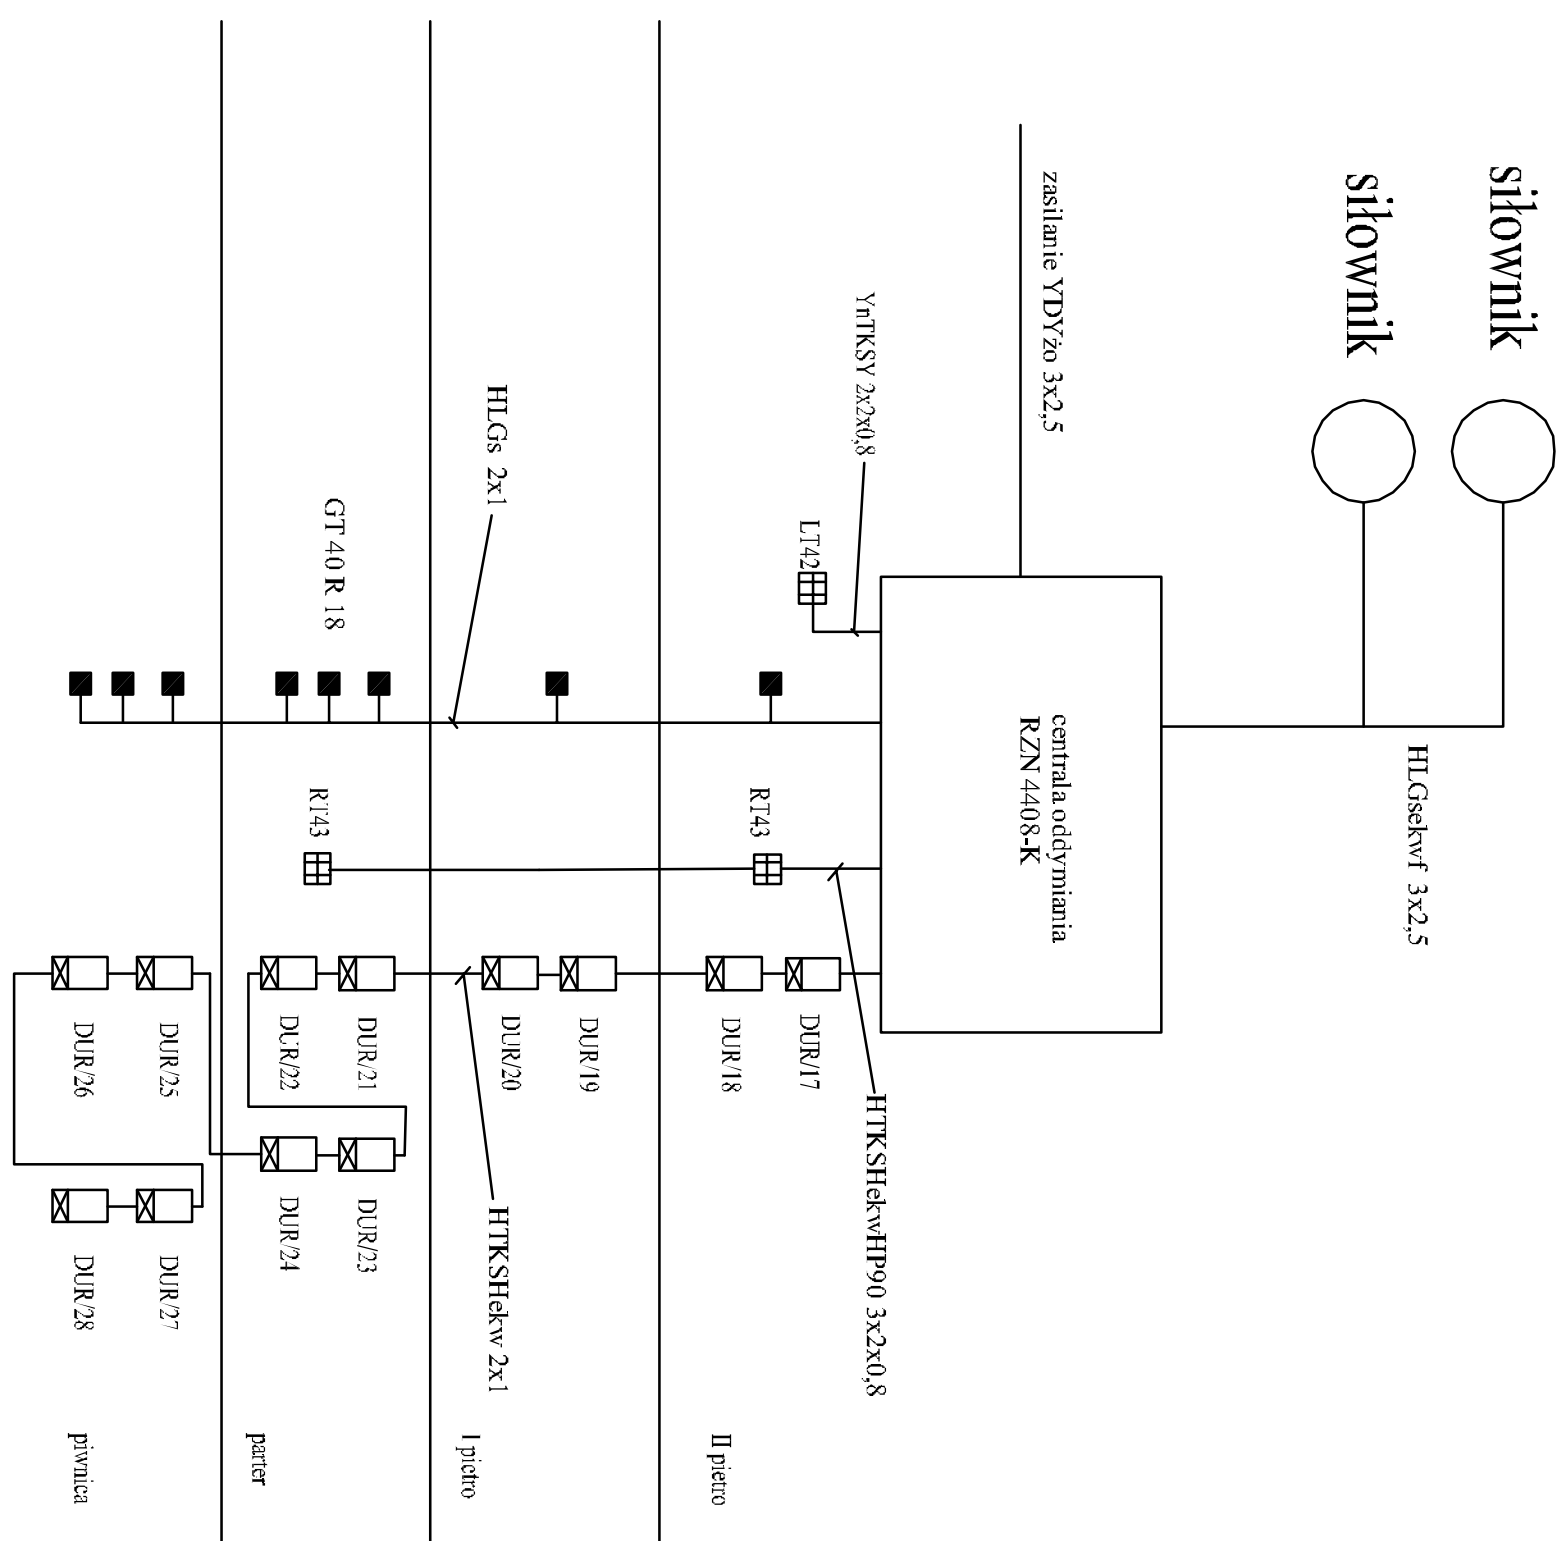 siłownik
siłownik
HLGsekwf 3x2,5
zasilanie YDYżo 3x2,5
centrala oddymiania
RZN 4408-K
YnTKSY 2x2x0,8
LT42
HTKSHekwHP90 3x2x0,8
RT43
DUR/17
DUR/18
II pietro
HLGs 2x1
DUR/19
DUR/20
HTKSHekw 2x1
I pietro
GT 40 R 18
RT43
DUR/21
DUR/22
DUR/23
DUR/24
parter
DUR/25
DUR/26
DUR/27
DUR/28
piwnica